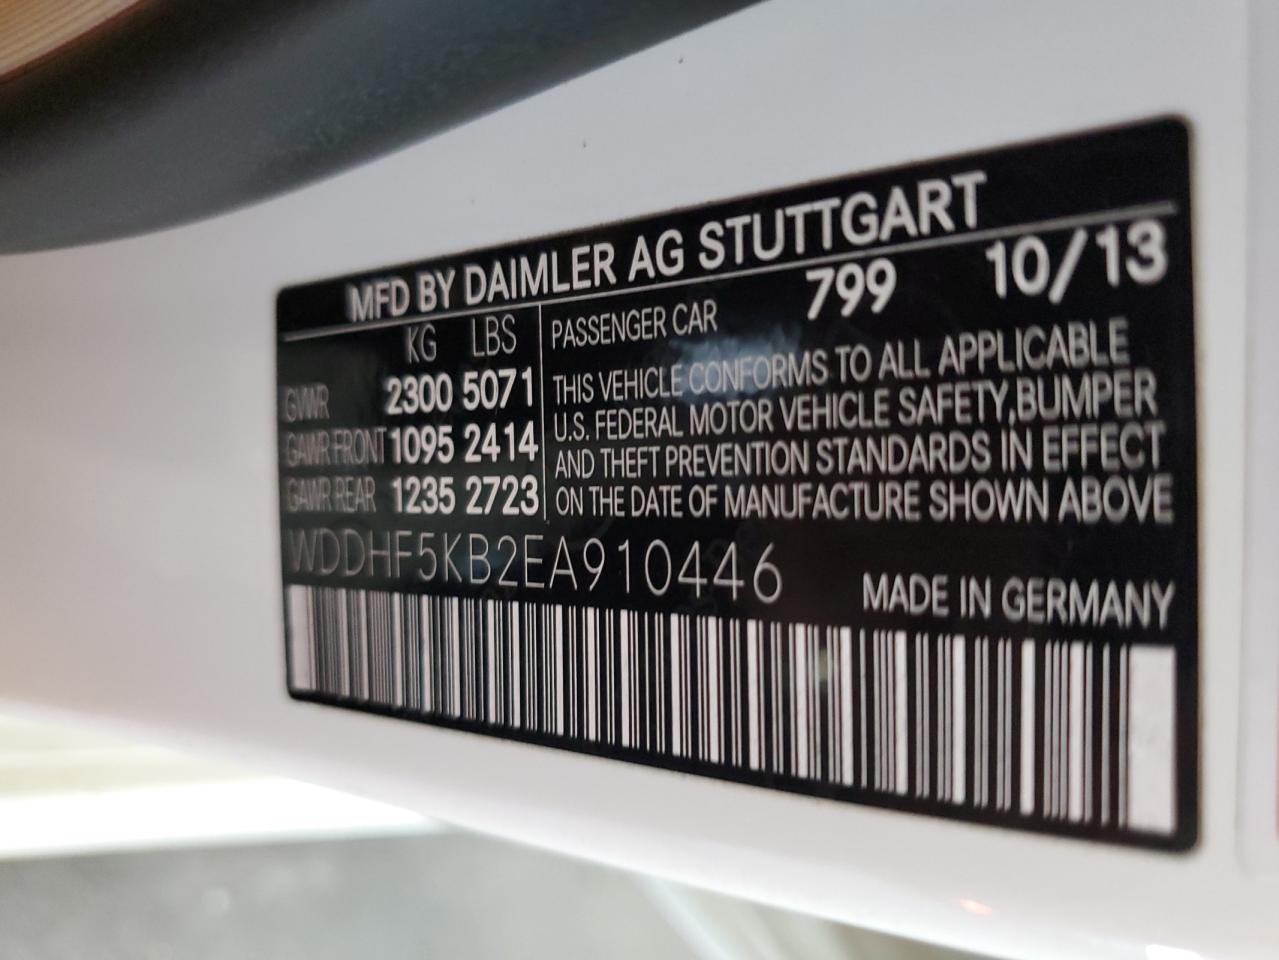 MFD BY DAIMLER AG STUTTGART
KG LBS
GVWR 2300 5071
GAWR FRONT 1095 2414
GAWR REAR 1235 2723
PASSENGER CAR 799 10/13
THIS VEHICLE CONFORMS TO ALL APPLICABLE
U.S. FEDERAL MOTOR VEHICLE SAFETY,BUMPER
AND THEFT PREVENTION STANDARDS IN EFFECT
ON THE DATE OF MANUFACTURE SHOWN ABOVE
WDDHF5KB2EA910446
MADE IN GERMANY